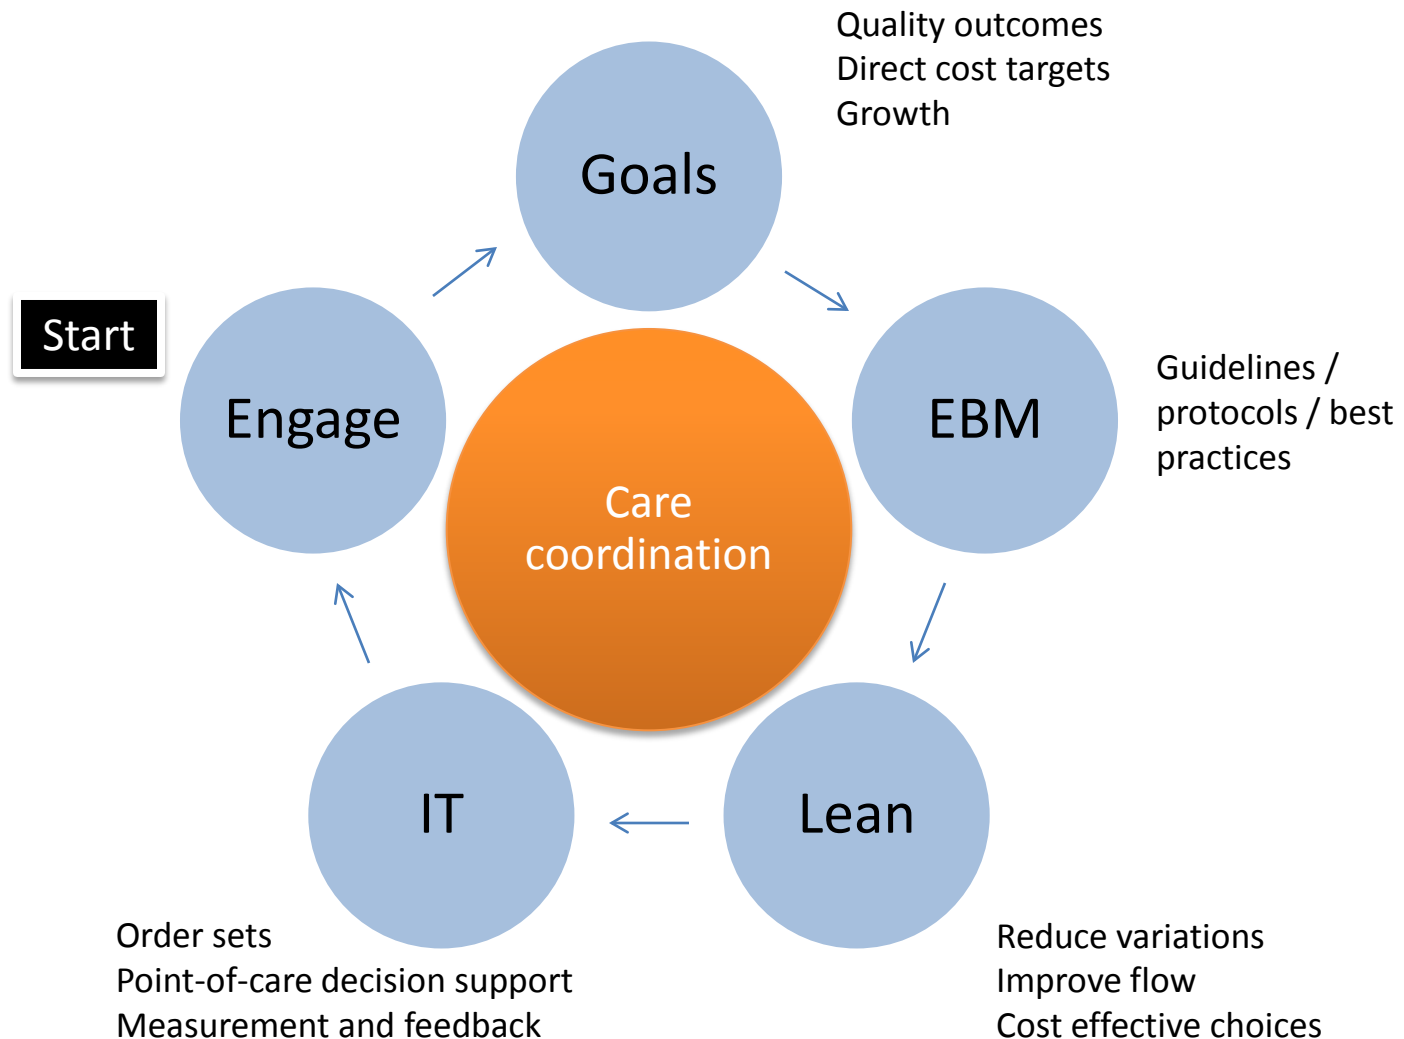 Quality outcomes
Direct cost targets
Growth
Goals
Start
Engage
EBM
Guidelines /
protocols / best
practices
Care
coordination
IT
Lean
Order sets
Point-of-care decision support
Measurement and feedback
Reduce variations
Improve flow
Cost effective choices